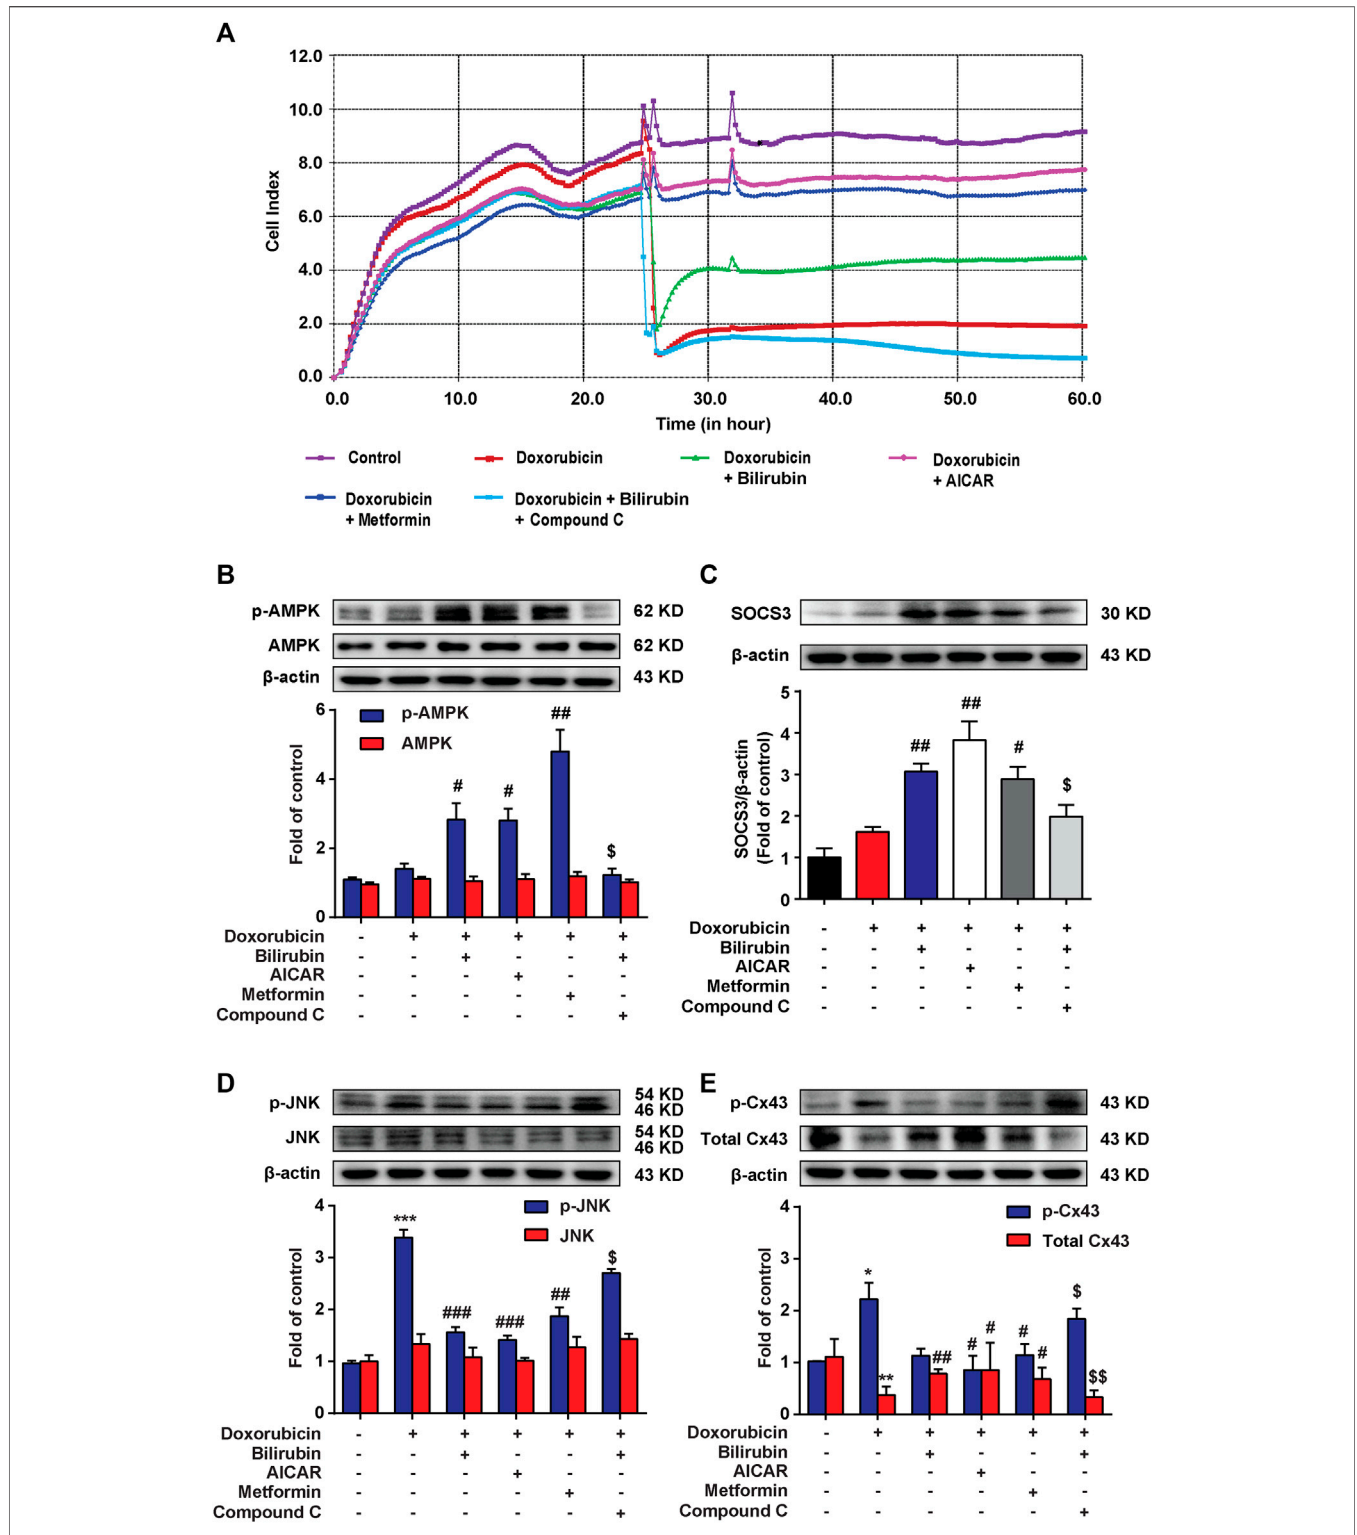 A
12.0
10.0
8.0
6.0
4.0
2.0
0.0
Cell Index
0.0 10.0 20.0 30.0 40.0 50.0 60.0
Time (in hour)
Control
Doxorubicin
Doxorubicin
+ Bilirubin
Doxorubicin
+ AICAR
Doxorubicin
+ Metformin
Doxorubicin + Bilirubin
+ Compound C
B
p-AMPK 62 KD
AMPK 62 KD
β-actin 43 KD
6
4
2
0
Fold of control
p-AMPK
AMPK
# # ## $
Doxorubicin - + + + + +
Bilirubin - - + - - +
AICAR - - - + - -
Metformin - - - - + -
Compound C - - - - - +
C
SOCS3 30 KD
β-actin 43 KD
5
4
3
2
1
0
SOCS3/β-actin
(Fold of control)
## ## # $
Doxorubicin - + + + + +
Bilirubin - - + - - +
AICAR - - - + - -
Metformin - - - - + -
Compound C - - - - - +
D
p-JNK 54 KD
46 KD
JNK 54 KD
46 KD
β-actin 43 KD
4
3
2
1
0
Fold of control
p-JNK
JNK
*** ### ### ## $
Doxorubicin - + + + + +
Bilirubin - - + - - +
AICAR - - - + - -
Metformin - - - - + -
Compound C - - - - - +
E
p-Cx43 43 KD
Total Cx43 43 KD
β-actin 43 KD
4
3
2
1
0
Fold of control
p-Cx43
Total Cx43
* ** ## # # # # $ $$
Doxorubicin - + + + + +
Bilirubin - - + - - +
AICAR - - - + - -
Metformin - - - - + -
Compound C - - - - - +